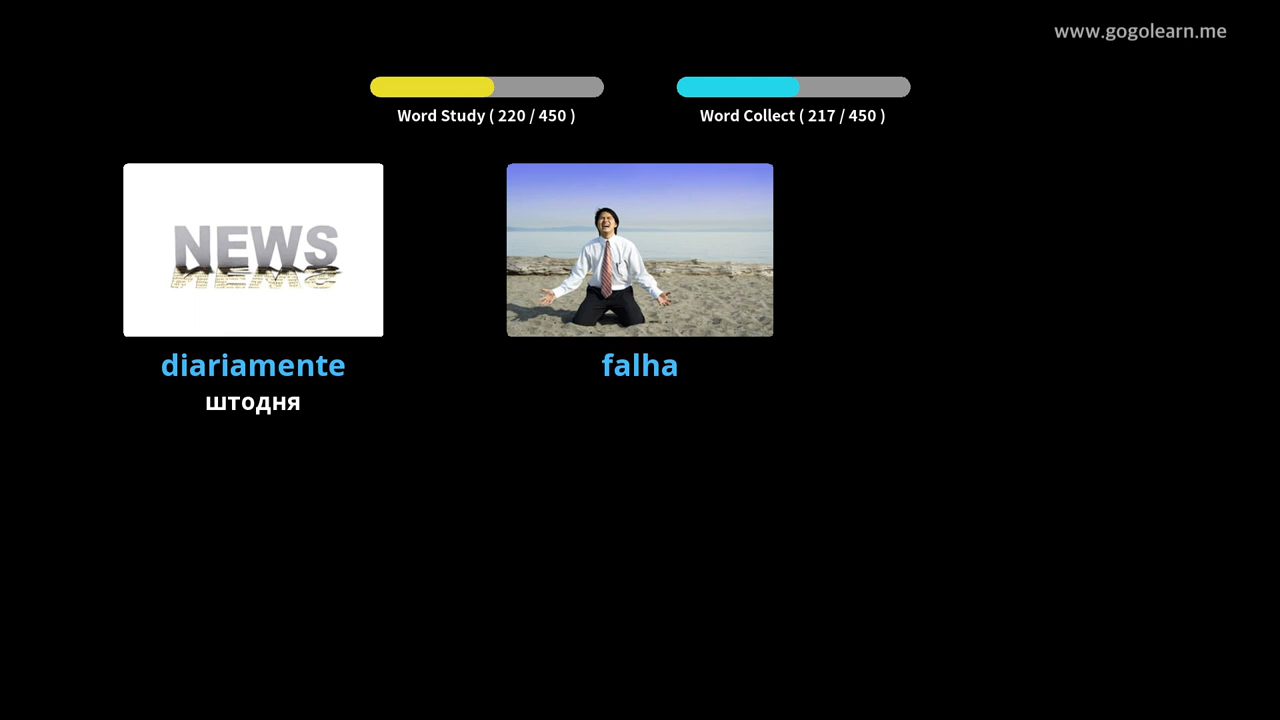 www.gogolearn.me
Word Study ( 220 / 450 )
Word Collect ( 217 / 450 )
NEWS
diariamente
falha
штодня